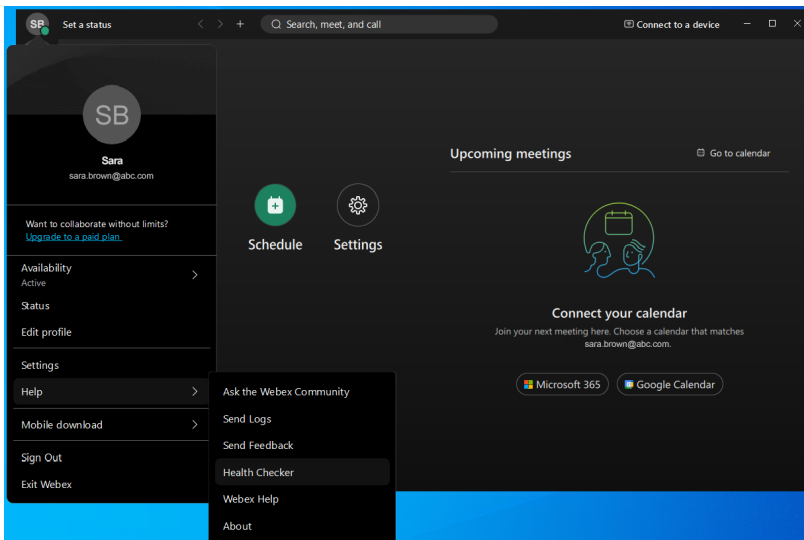 SB
Set a status
Search, meet, and call
Connect to a device
SB
Sara
sara.brown@abc.com
Want to collaborate without limits?
Upgrade to a paid plan
Availability
Active
Status
Edit profile
Settings
Help
Mobile download
Sign Out
Exit Webex
Ask the Webex Community
Send Logs
Send Feedback
Health Checker
Webex Help
About
Schedule
Settings
Upcoming meetings
Go to calendar
Connect your calendar
Join your next meeting here. Choose a calendar that matches
sara.brown@abc.com.
Microsoft 365
Google Calendar